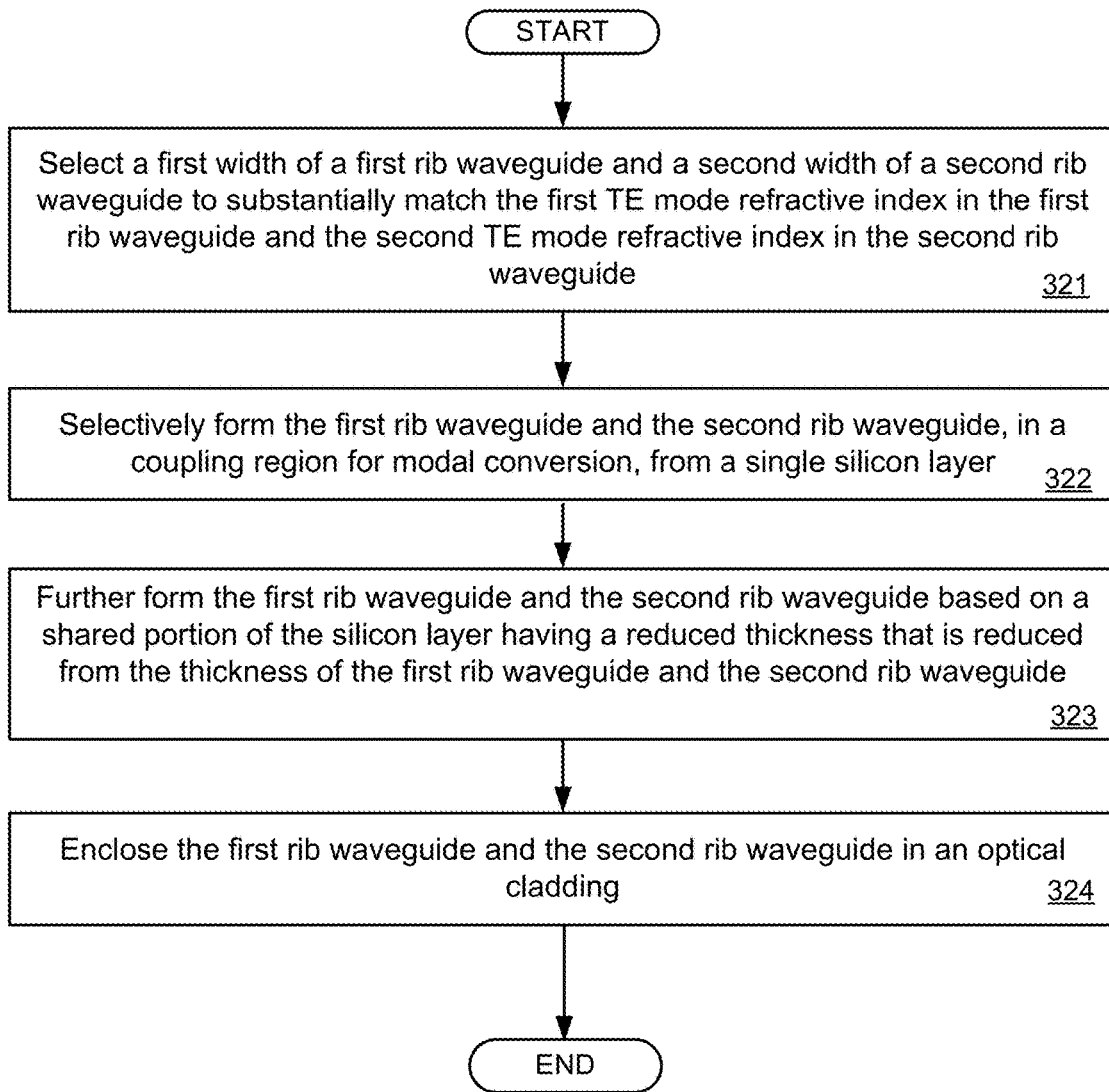 START
Select a first width of a first rib waveguide and a second width of a second rib
waveguide to substantially match the first TE mode refractive index in the first
rib waveguide and the second TE mode refractive index in the second rib
waveguide
321
Selectively form the first rib waveguide and the second rib waveguide, in a
coupling region for modal conversion, from a single silicon layer
322
Further form the first rib waveguide and the second rib waveguide based on a
shared portion of the silicon layer having a reduced thickness that is reduced
from the thickness of the first rib waveguide and the second rib waveguide
323
Enclose the first rib waveguide and the second rib waveguide in an optical
cladding
324
END